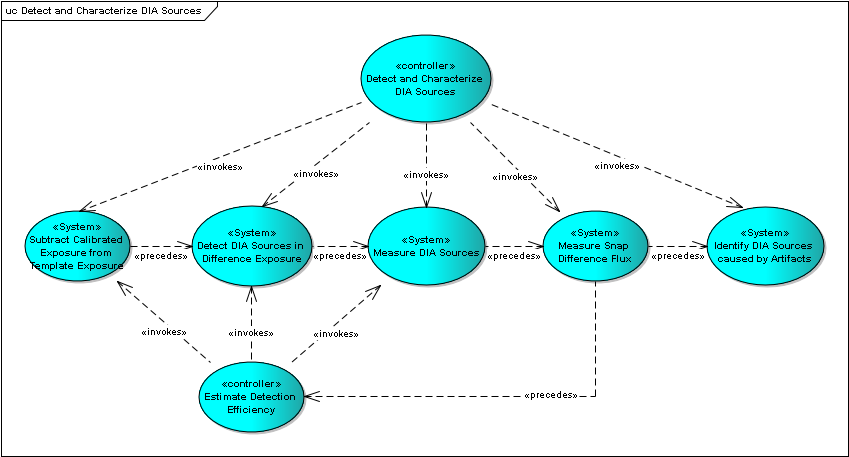 uc Detect and Characterize DIA Sources
«controller»
Detect and Characterize
DIA Sources
«invokes»
«invokes»
«invokes»
«invokes»
«invokes»
«System»
Subtract Calibrated
Exposure from
Template Exposure
«precedes»
«System»
Detect DIA Sources in
Difference Exposure
«precedes»
«System»
Measure DIA Sources
«precedes»
«System»
Measure Snap
Difference Flux
«precedes»
«System»
Identify DIA Sources
caused by Artifacts
«invokes»
«invokes»
«invokes»
«controller»
Estimate Detection
Efficiency
«precedes»